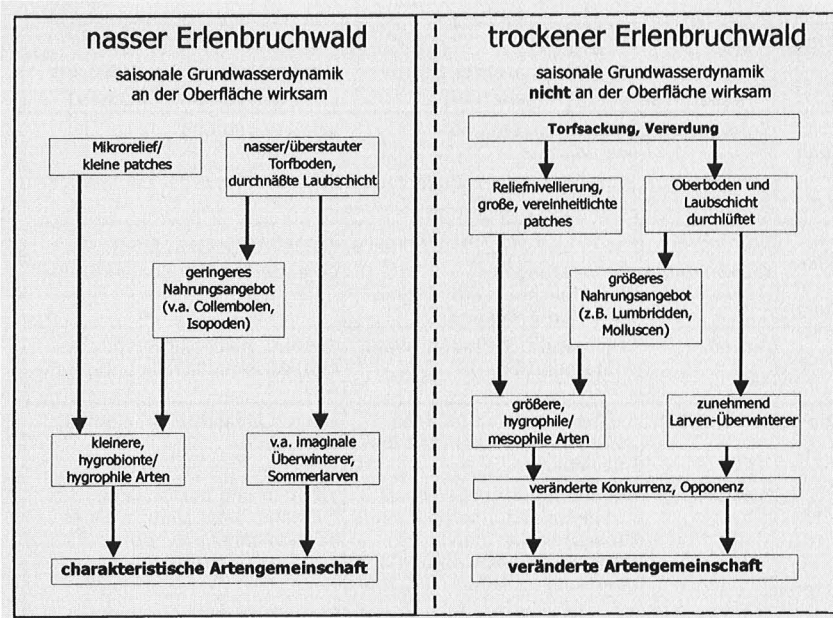 nasser Erlenbruchwald
saisonale Grundwasserdynamik
an der Oberfläche wirksam
Mikrorelief/
kleine patches
nasser/überstauter
Torfboden,
durchnäßte Laubschicht
geringeres
Nahrungsangebot
(v.a. Collembolen,
Isopoden)
kleinere,
hygrobionte/
hygrophile Arten
v.a. imaginale
Überwinterer,
Sommerlarven
charakteristische Artengemeinschaft
trockener Erlenbruchwald
saisonale Grundwasserdynamik
nicht an der Oberfläche wirksam
Torfsackung, Vererdung
Reliefnivellierung,
große, vereinheitlichte
patches
Oberboden und
Laubschicht
durchlüftet
größeres
Nahrungsangebot
(z.B. Lumbriciden,
Molluscen)
größere,
hygrophile/
mesophile Arten
zunehmend
Larven-Überwinterer
veränderte Konkurrenz, Opponenz
veränderte Artengemeinschaft